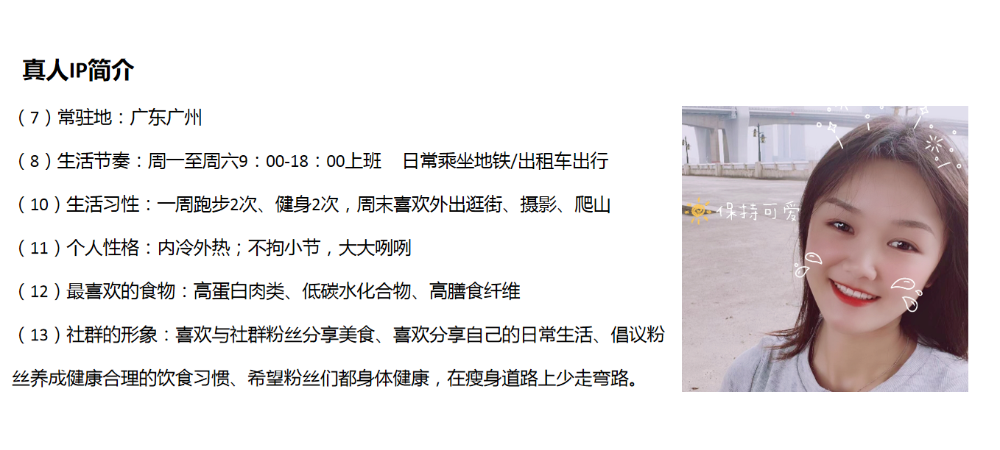 真人IP简介
（7）常驻地：广东广州
（8）生活节奏：周一至周六9：00-18：00上班 日常乘坐地铁/出租车出行
（10）生活习性：一周跑步2次、健身2次，周末喜欢外出逛街、摄影、爬山
（11）个人性格：内冷外热；不拘小节，大大咧咧
（12）最喜欢的食物：高蛋白肉类、低碳水化合物、高膳食纤维
（13）社群的形象：喜欢与社群粉丝分享美食、喜欢分享自己的日常生活、倡议粉
丝养成健康合理的饮食习惯、希望粉丝们都身体健康，在瘦身道路上少走弯路。
保持可爱